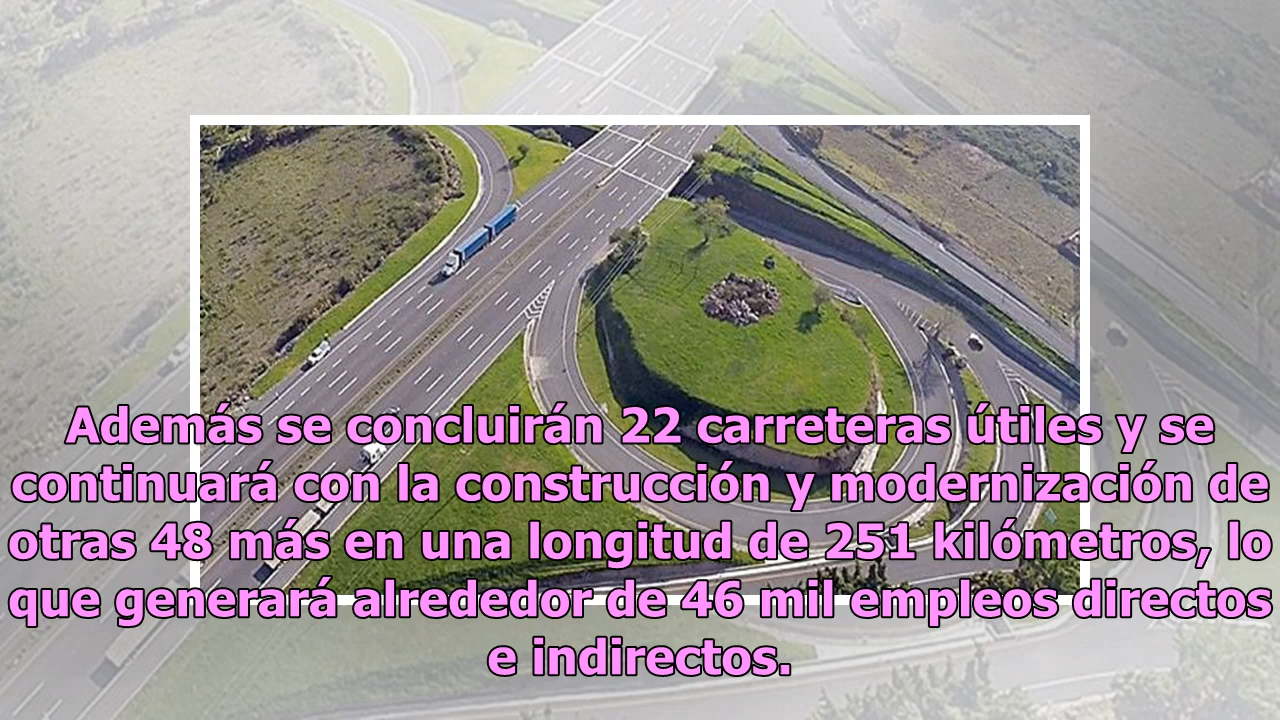 Además se concluirán 22 carreteras útiles y se
continuará con la construcción y modernización de
otras 48 más en una longitud de 251 kilómetros, lo
que generará alrededor de 46 mil empleos directos
e indirectos.